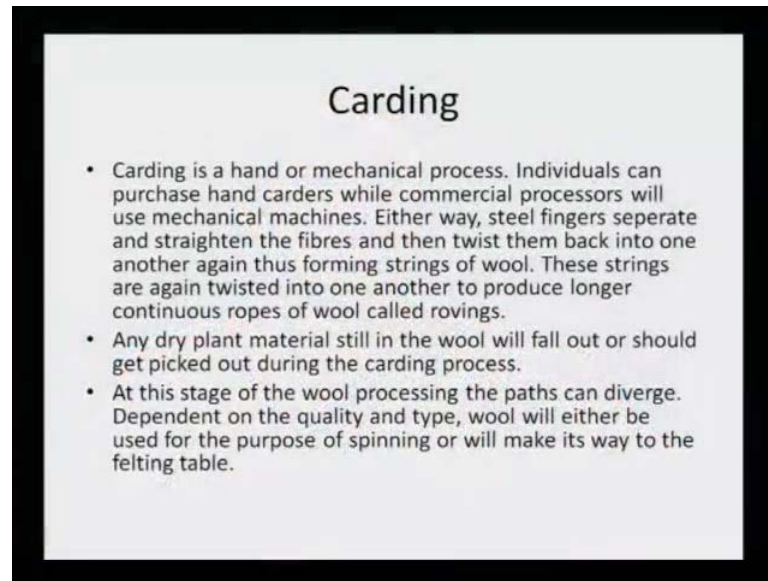 Carding
• Carding is a hand or mechanical process. Individuals can
purchase hand carders while commercial processors will
use mechanical machines. Either way, steel fingers seperate
and straighten the fibres and then twist them back into one
another again thus forming strings of wool. These strings
are again twisted into one another to produce longer
continuous ropes of wool called rovings.
• Any dry plant material still in the wool will fall out or should
get picked out during the carding process.
• At this stage of the wool processing the paths can diverge.
Dependent on the quality and type, wool will either be
used for the purpose of spinning or will make its way to the
felting table.